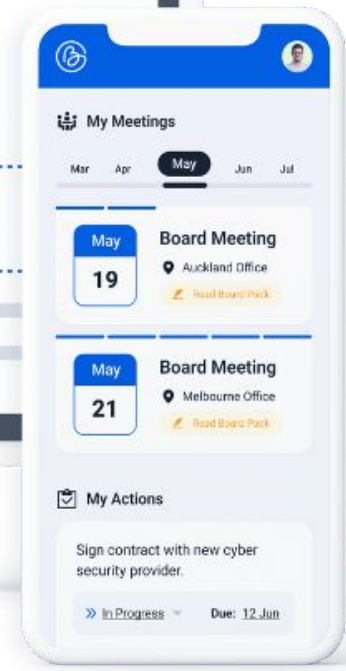 My Meetings
Mar Apr May Jun Jul
May
19
Board Meeting
Auckland Office
Read Board Pack
May
21
Board Meeting
Melbourne Office
Read Board Pack
My Actions
Sign contract with new cyber
security provider.
In Progress Due: 12 Jun